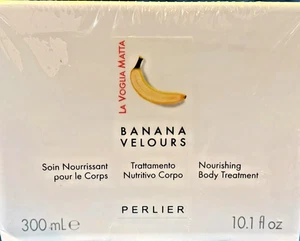 LA VOGLIA MATTA
BANANA
VELOURS
Soin Nourrissant
pour le Corps
Trattamento
Nutritivo Corpo
Nourishing
Body Treatment
300 ml ℮
PERLIER
10.1 fl oz